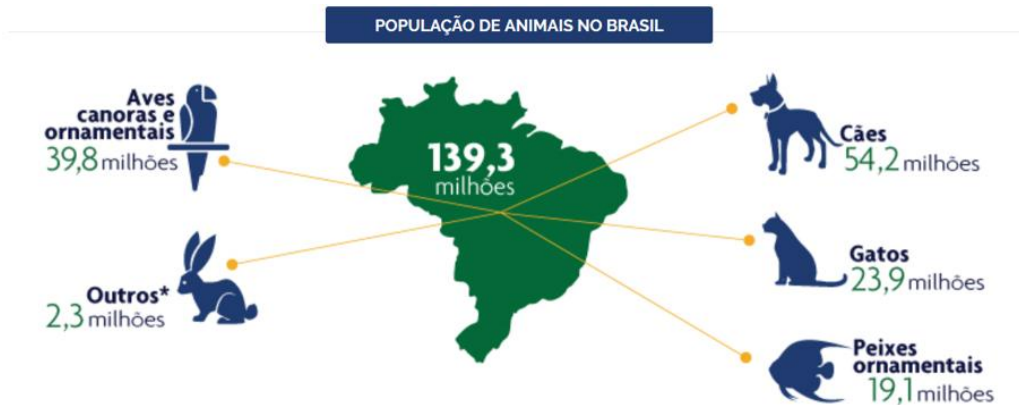 POPULAÇÃO DE ANIMAIS NO BRASIL
Aves
canoras e
ornamentais
39,8 milhões
Outros*
2,3 milhões
139,3
milhões
Cães
54,2 milhões
Gatos
23,9 milhões
Peixes
ornamentais
19,1 milhões